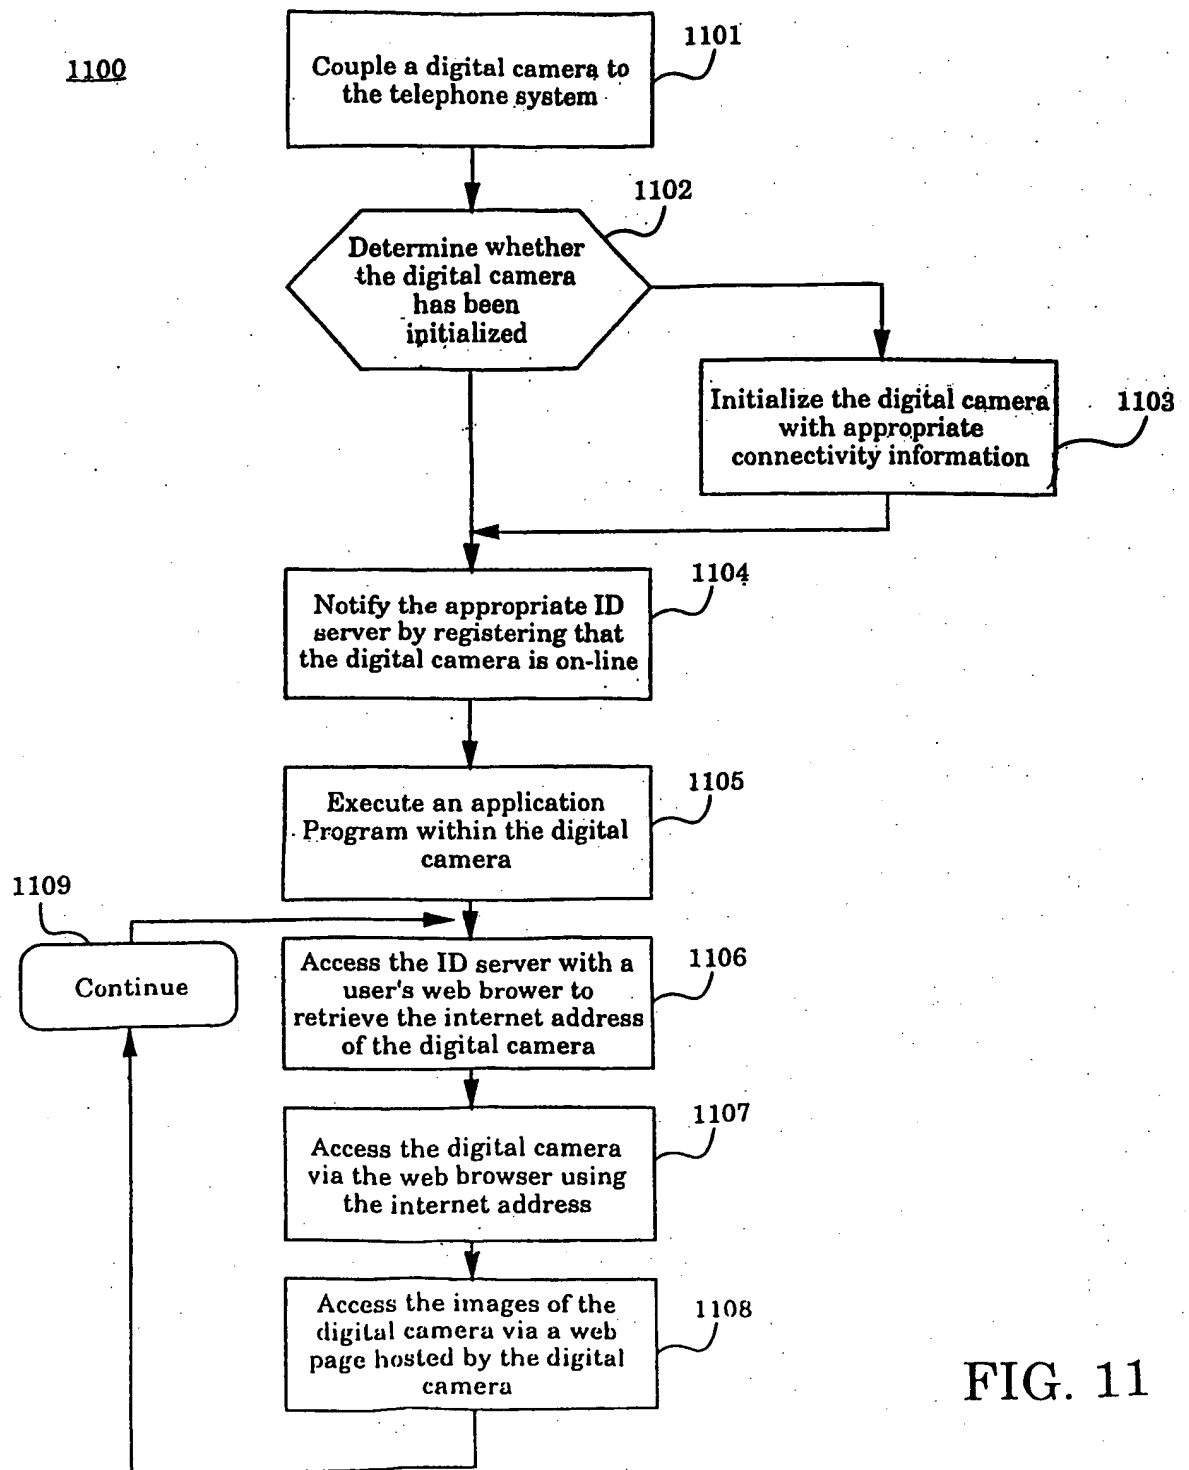 1100
1101
Couple a digital camera to
the telephone system
1102
Determine whether
the digital camera
has been
initialized
Initialize the digital camera
with appropriate
connectivity information
1103
1104
Notify the appropriate ID
server by registering that
the digital camera is on-line
1105
Execute an application
Program within the digital
camera
1109
Continue
1106
Access the ID server with a
user's web brower to
retrieve the internet address
of the digital camera
1107
Access the digital camera
via the web browser using
the internet address
1108
Access the images of the
digital camera via a web
page hosted by the digital
camera
FIG. 11